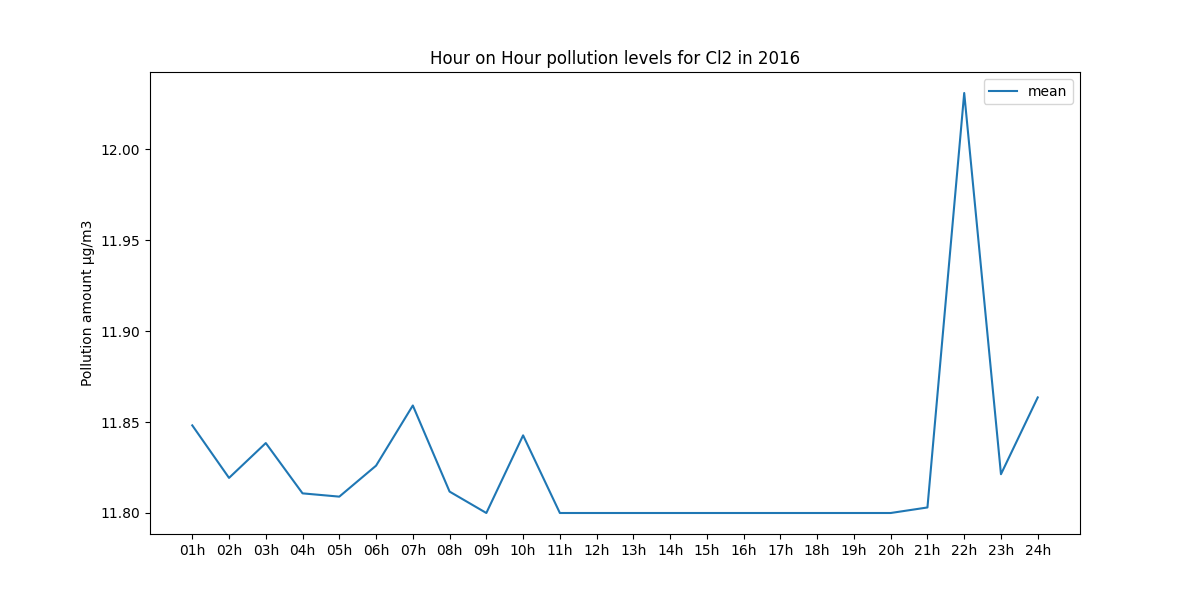 Hour on Hour pollution levels for Cl2 in 2016
mean
Pollution amount µg/m3
12.00
11.95
11.90
11.85
11.80
01h 02h 03h 04h 05h 06h 07h 08h 09h 10h 11h 12h 13h 14h 15h 16h 17h 18h 19h 20h 21h 22h 23h 24h